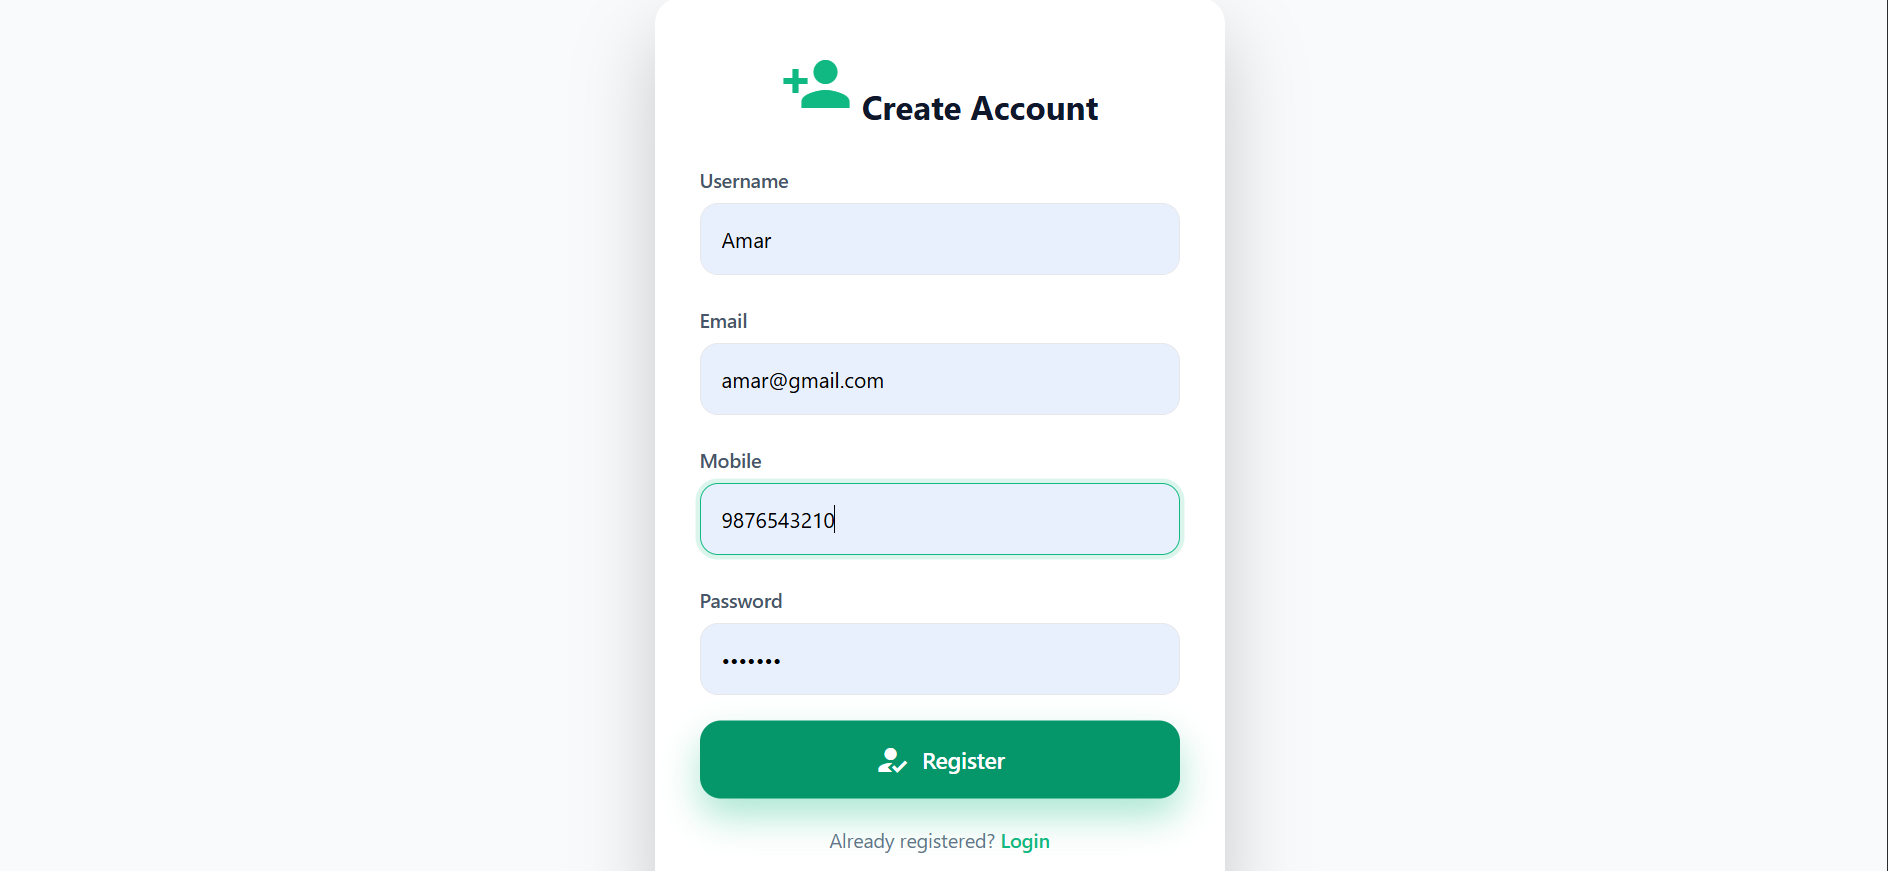 Create Account
Username
Amar
Email
amar@gmail.com
Mobile
9876543210
Password
•••••••
Register
Already registered? Login